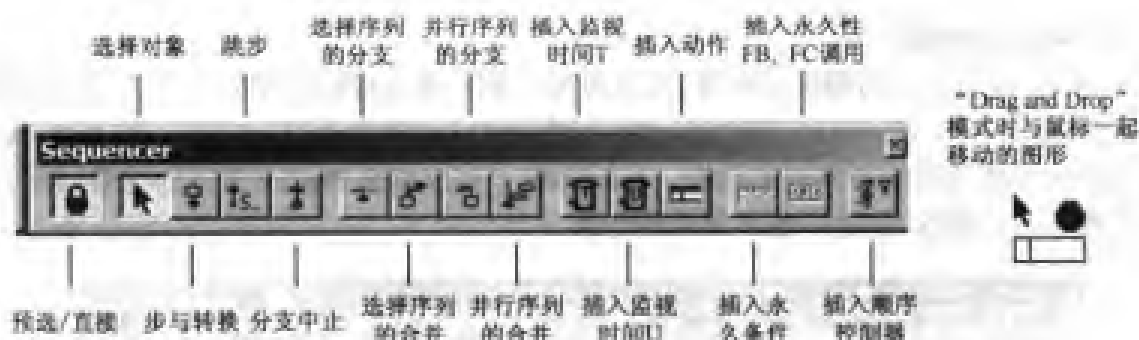 选择对象
跳步
选择序列
的分支
并行序列
的分支
插入监视
时间T
插入动作
插入永久性
FB, FC调用
"Drag and Drop"
模式时与鼠标一起
移动的图形
Sequencer
预选/直接
步与转换
分支中止
选择序列
的合并
并行序列
的合并
插入监视
时间U
插入永
久条件
插入顺序
控制器